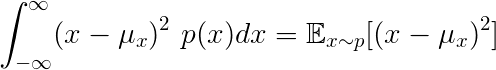 ∫_{-∞}^{∞} (x − μ_x)² p(x)dx = 𝔼_{x∼p}[(x − μ_x)²]